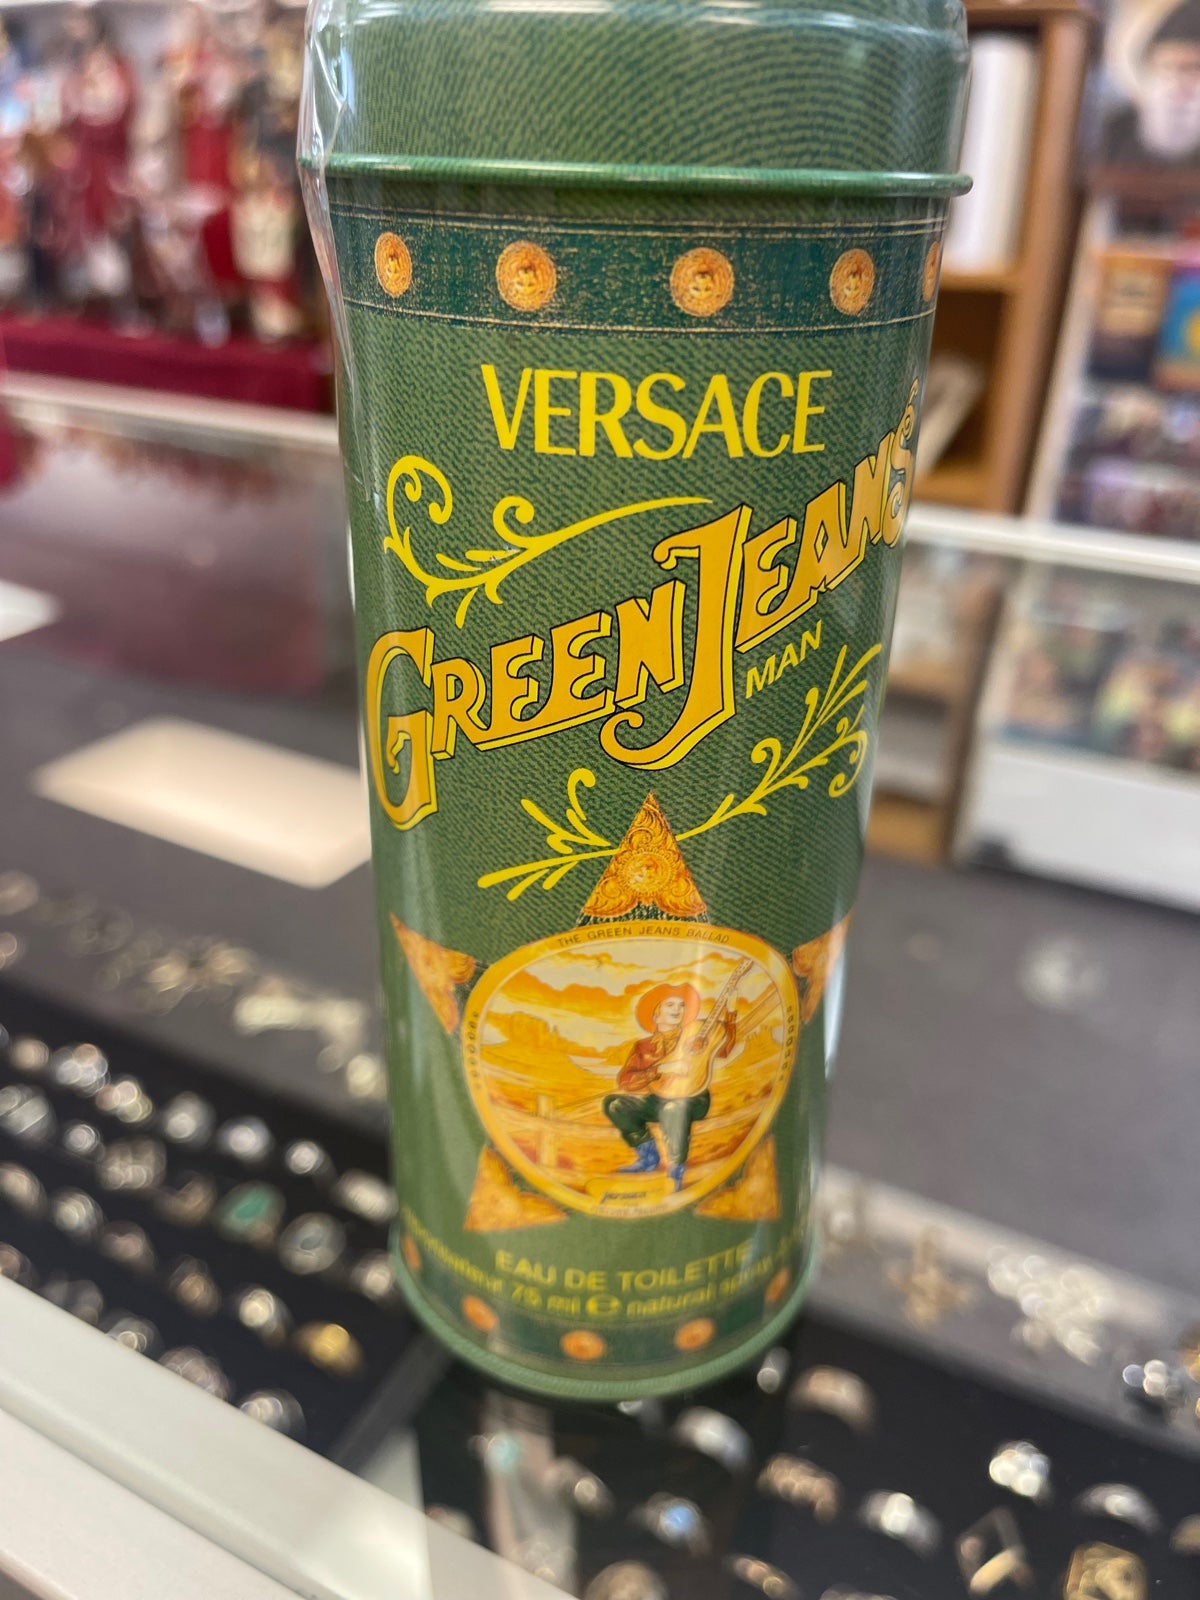 VERSACE
GREEN JEANS
MAN
THE GREEN JEANS BALLAD
EAU DE TOILETTE
75 ml ℮ natural spray